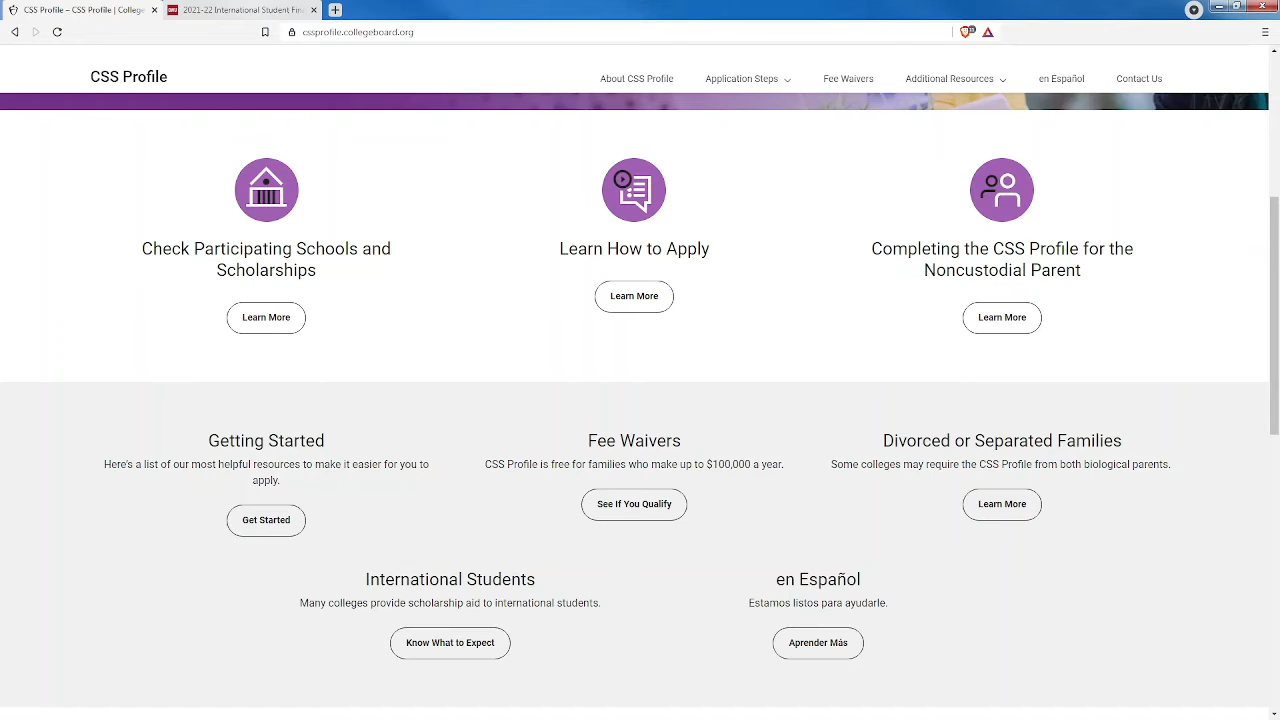 CSS Profile – CSS Profile | College
2021-22 International Student Fina
cssprofile.collegeboard.org
CSS Profile
About CSS Profile
Application Steps
Fee Waivers
Additional Resources
en Español
Contact Us
Check Participating Schools and
Scholarships
Learn More
Learn How to Apply
Learn More
Completing the CSS Profile for the
Noncustodial Parent
Learn More
Getting Started
Here's a list of our most helpful resources to make it easier for you to
apply.
Get Started
Fee Waivers
CSS Profile is free for families who make up to $100,000 a year.
See If You Qualify
Divorced or Separated Families
Some colleges may require the CSS Profile from both biological parents.
Learn More
International Students
Many colleges provide scholarship aid to international students.
Know What to Expect
en Español
Estamos listos para ayudarle.
Aprender Más